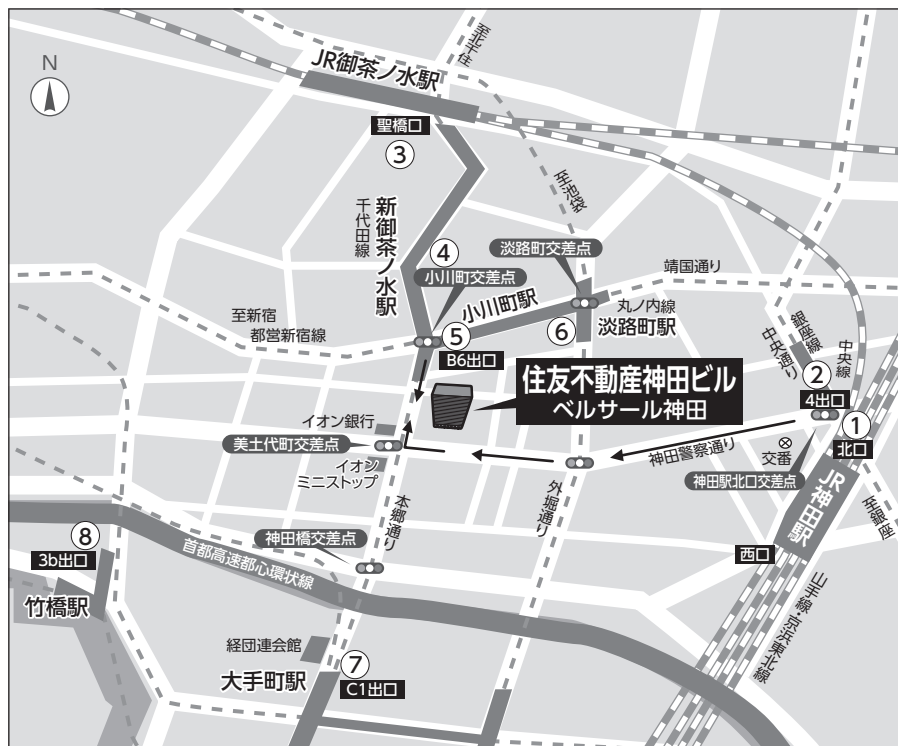 N
至北千住
JR御茶ノ水駅
聖橋口
③
至池袋
新御茶ノ水駅
千代田線
④
小川町交差点
淡路町交差点
靖国通り
小川町駅
丸ノ内線
淡路町駅
至新宿
都営新宿線
⑤
B6出口
⑥
銀座線
中央通り
中央線
②
4出口
住友不動産神田ビル
ベルサール神田
①
北口
イオン銀行
美土代町交差点
イオン
ミニストップ
神田警察通り
交番
神田駅北口交差点
JR神田駅
至銀座
本郷通り
外堀通り
西口
⑧
3b出口
竹橋駅
神田橋交差点
首都高速都心環状線
山手線・京浜東北線
経団連会館
大手町駅
⑦
C1出口